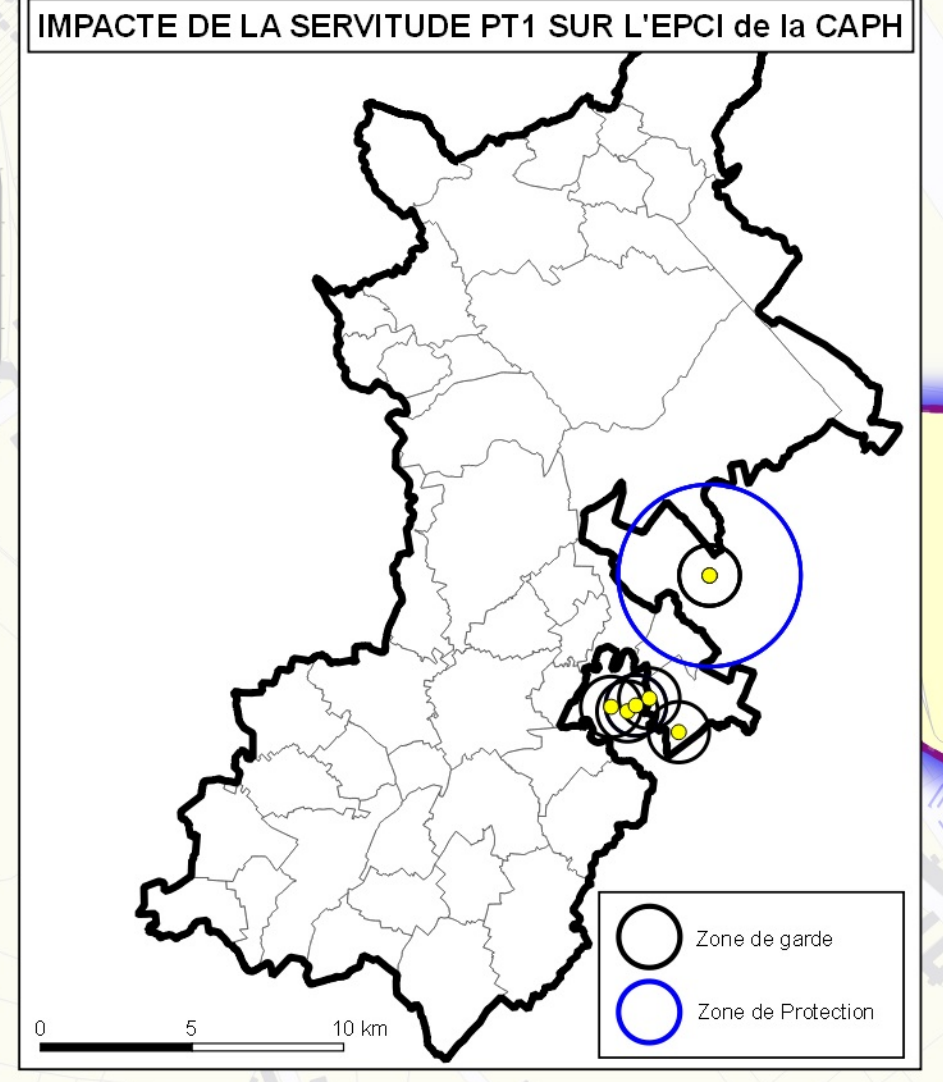 IMPACTE DE LA SERVITUDE PT1 SUR L'EPCI de la CAPH
Zone de garde
Zone de Protection
0 5 10 km